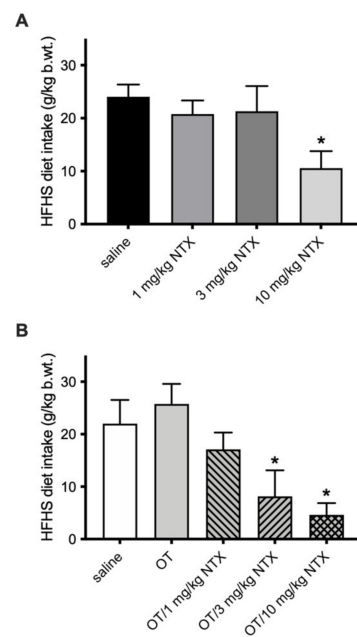 A
HFHS diet intake (g/kg b.wt.)
30
20
10
0
*
saline
1 mg/kg NTX
3 mg/kg NTX
10 mg/kg NTX
B
HFHS diet intake (g/kg b.wt.)
30
20
10
0
*
*
saline
OT
OT/1 mg/kg NTX
OT/3 mg/kg NTX
OT/10 mg/kg NTX